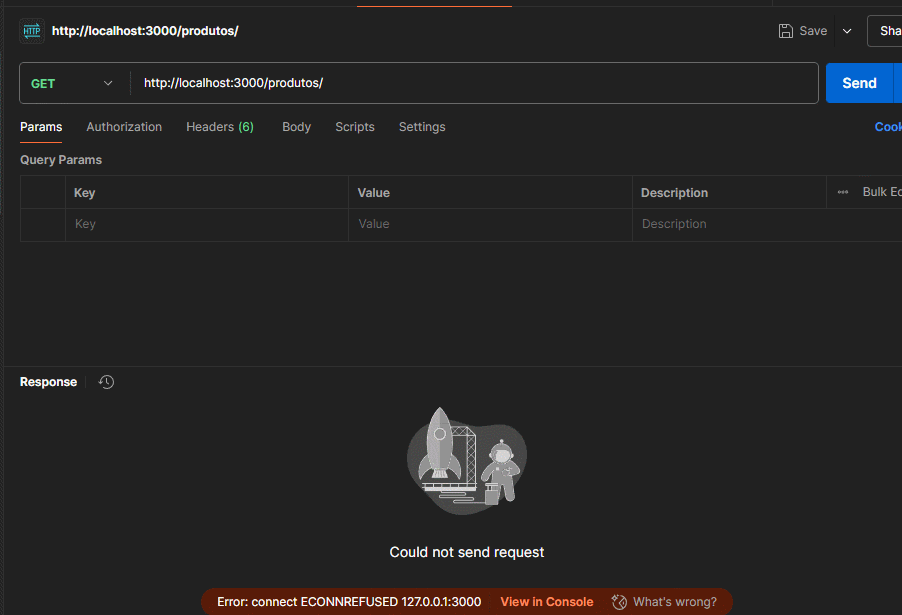 HTTP http://localhost:3000/produtos/ Save Sha
GET http://localhost:3000/produtos/ Send
Params Authorization Headers (6) Body Scripts Settings Cook
Query Params
Key Value Description Bulk Ed
Key Value Description
Response
Could not send request
Error: connect ECONNREFUSED 127.0.0.1:3000 View in Console What's wrong?